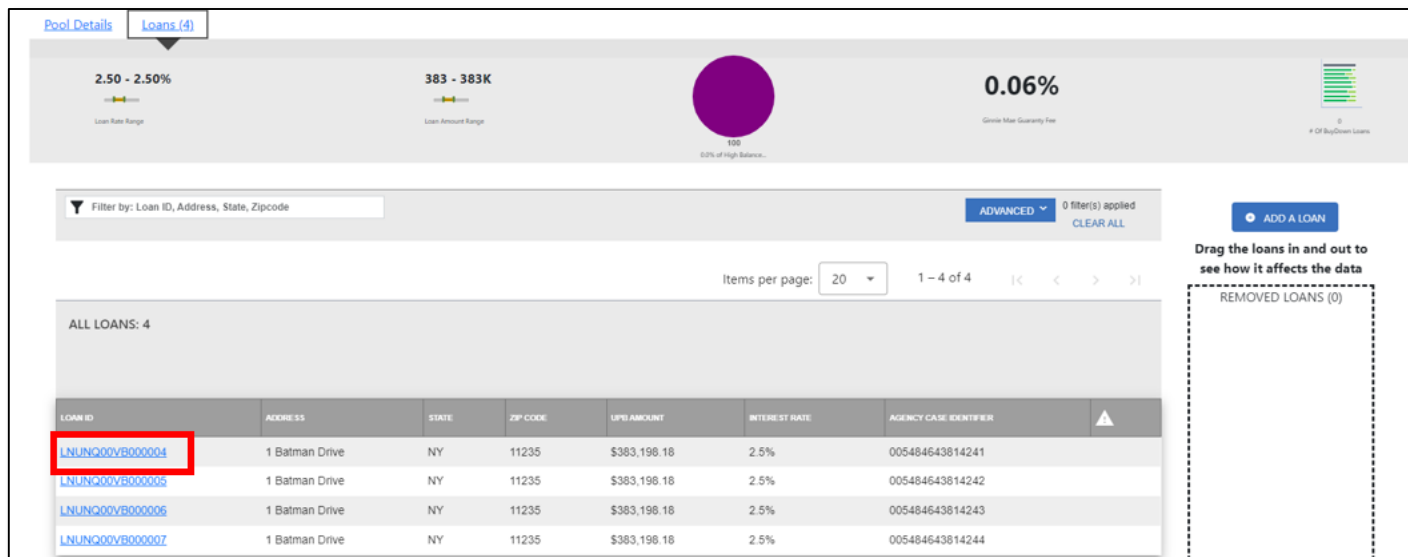 Pool Details Loans (4)
2.50 - 2.50% 383 - 383K 0.06%
Loan Rate Range Loan Amount Range Ginnie Mae Guaranty Fee
100
0.0% of High Balance...
0
# Of BuyDown Loans
Filter by: Loan ID, Address, State, Zipcode ADVANCED 0 filter(s) applied
CLEAR ALL
ADD A LOAN
Drag the loans in and out to
see how it affects the data
REMOVED LOANS (0)
Items per page: 20 1 – 4 of 4
ALL LOANS: 4
LOAN ID ADDRESS STATE ZIP CODE UPB AMOUNT INTEREST RATE AGENCY CASE IDENTIFIER
LNUNQ00VB000004 1 Batman Drive NY 11235 $383,198.18 2.5% 005484643814241
LNUNQ00VB000005 1 Batman Drive NY 11235 $383,198.18 2.5% 005484643814242
LNUNQ00VB000006 1 Batman Drive NY 11235 $383,198.18 2.5% 005484643814243
LNUNQ00VB000007 1 Batman Drive NY 11235 $383,198.18 2.5% 005484643814244